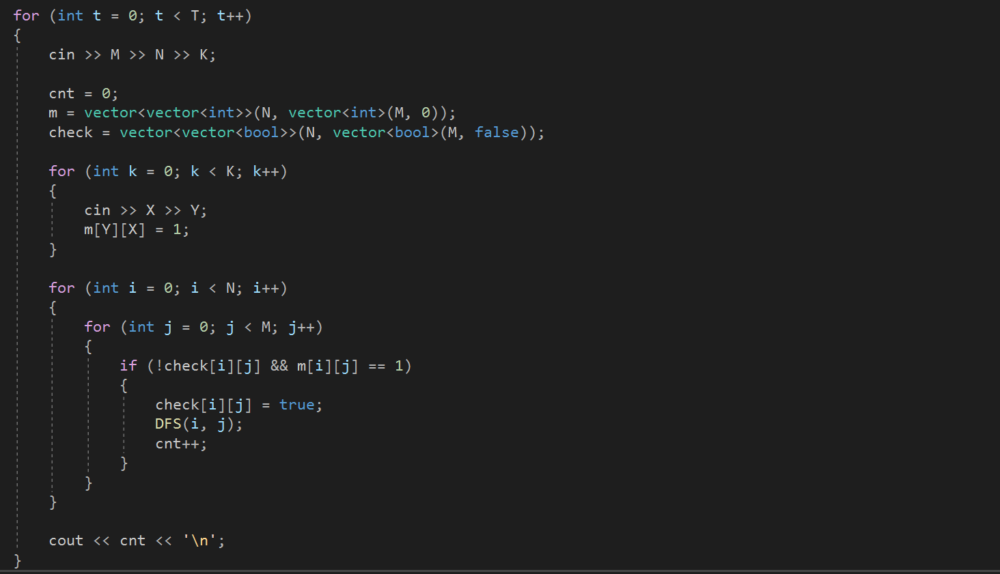 for (int t = 0; t < T; t++)
{
    cin >> M >> N >> K;

    cnt = 0;
    m = vector<vector<int>>(N, vector<int>(M, 0));
    check = vector<vector<bool>>(N, vector<bool>(M, false));

    for (int k = 0; k < K; k++)
    {
        cin >> X >> Y;
        m[Y][X] = 1;
    }

    for (int i = 0; i < N; i++)
    {
        for (int j = 0; j < M; j++)
        {
            if (!check[i][j] && m[i][j] == 1)
            {
                check[i][j] = true;
                DFS(i, j);
                cnt++;
            }
        }
    }

    cout << cnt << '\n';
}